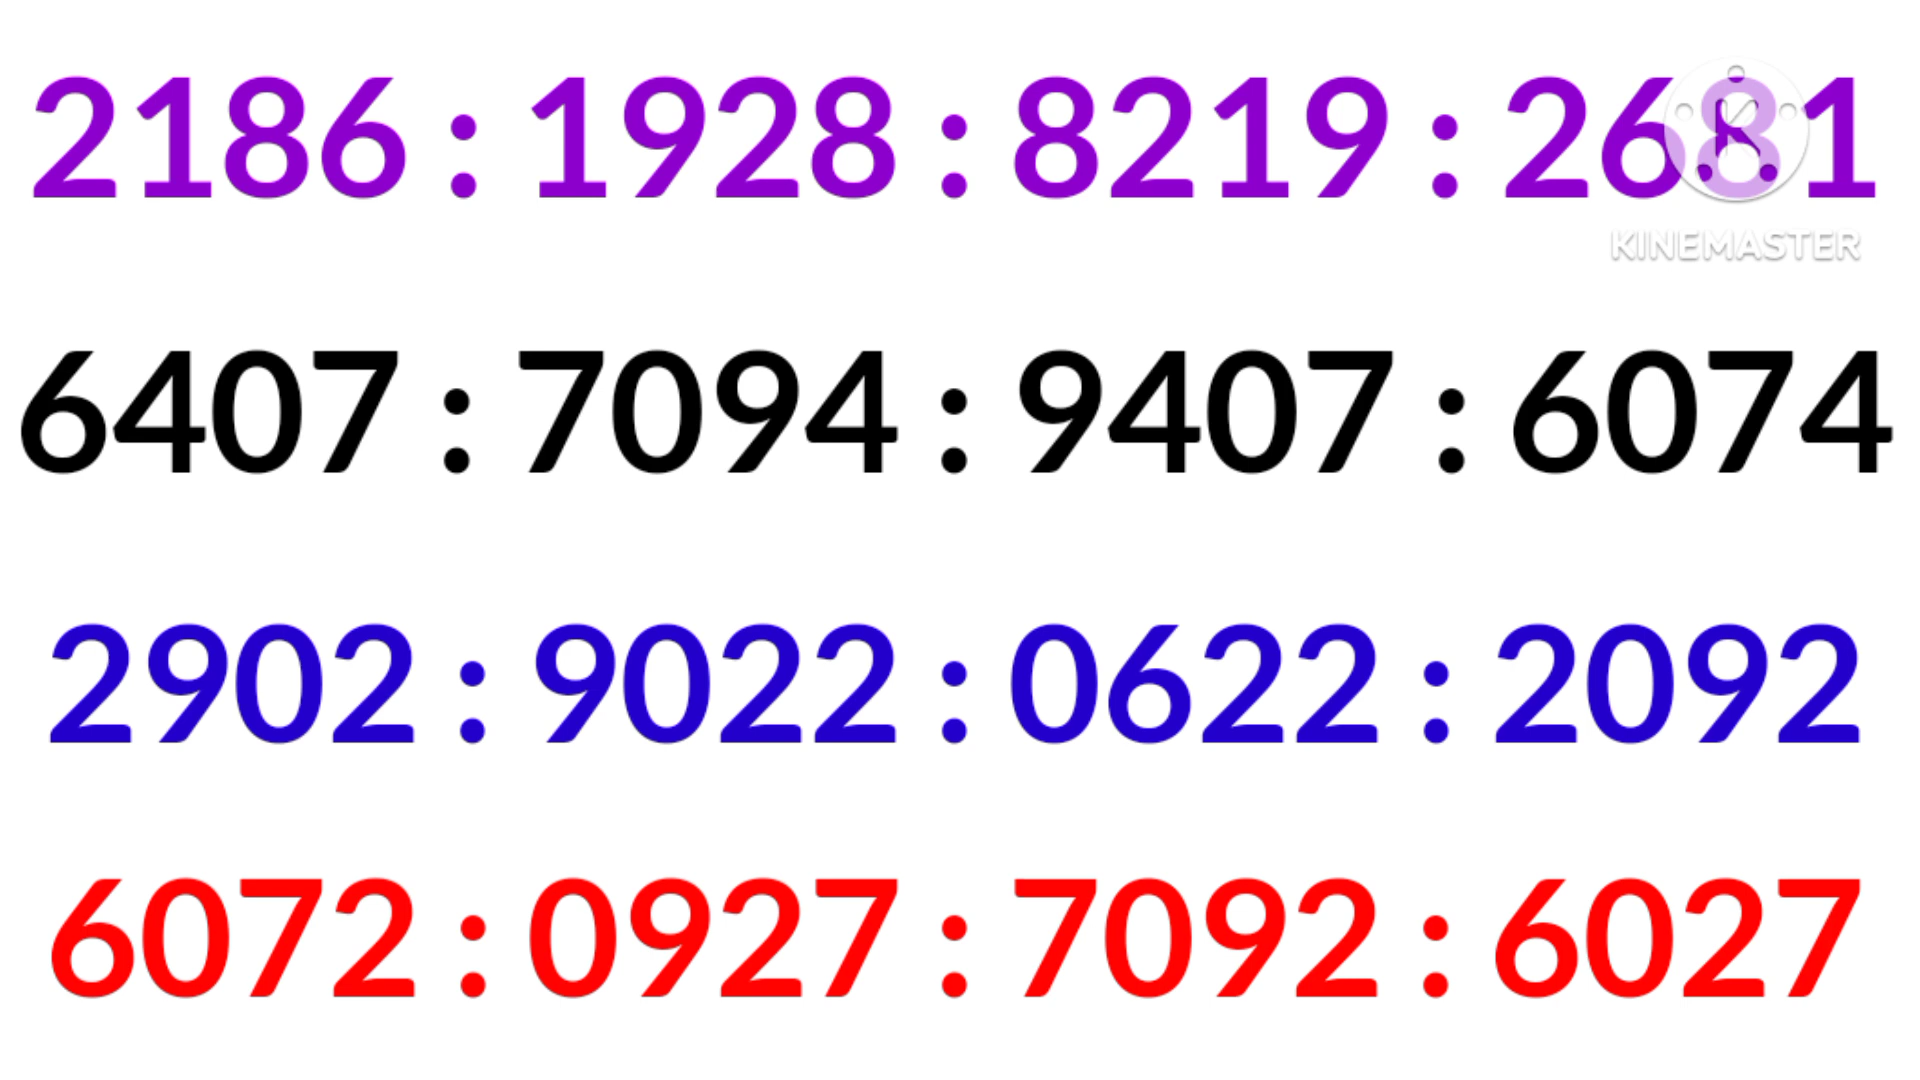 2186 : 1928 : 8219 : 2681
KINEMASTER
6407 : 7094 : 9407 : 6074
2902 : 9022 : 0622 : 2092
6072 : 0927 : 7092 : 6027